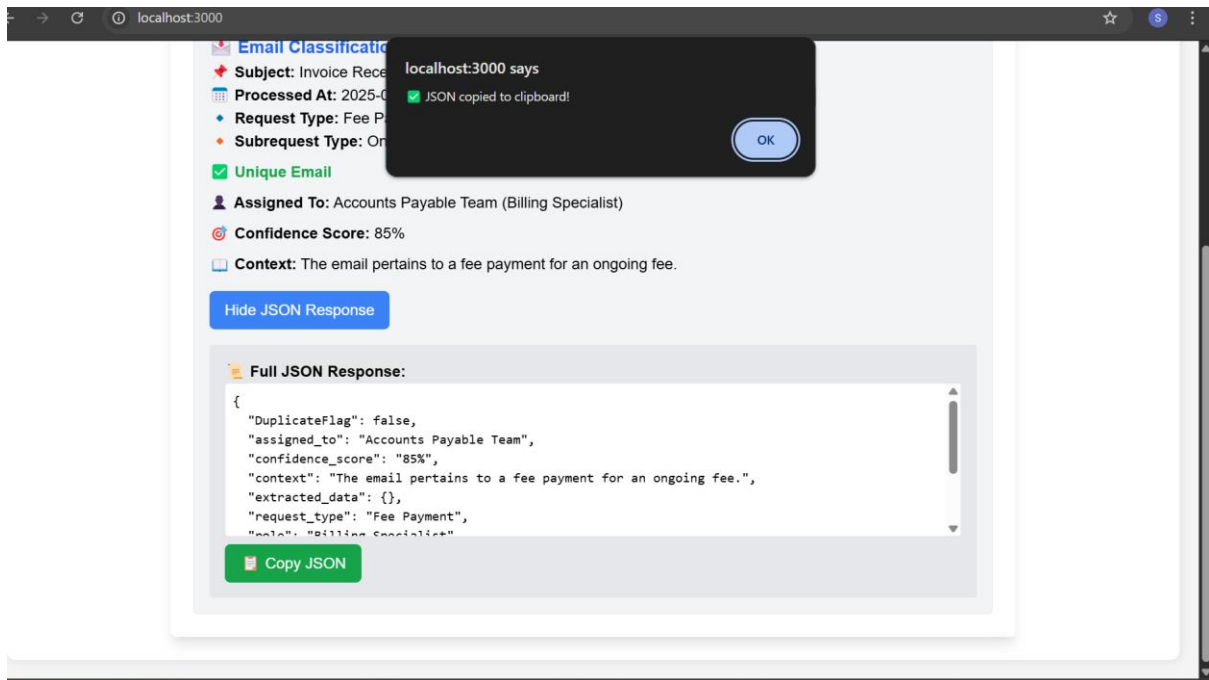 localhost:3000
S
Email Classificatio
Subject: Invoice Rece
Processed At: 2025-0
Request Type: Fee P
Subrequest Type: On
localhost:3000 says
✅ JSON copied to clipboard!
OK
✅ Unique Email
Assigned To: Accounts Payable Team (Billing Specialist)
Confidence Score: 85%
Context: The email pertains to a fee payment for an ongoing fee.
Hide JSON Response
Full JSON Response:
{
"DuplicateFlag": false,
"assigned_to": "Accounts Payable Team",
"confidence_score": "85%",
"context": "The email pertains to a fee payment for an ongoing fee.",
"extracted_data": {},
"request_type": "Fee Payment",
"role": "Billing Specialist"
Copy JSON